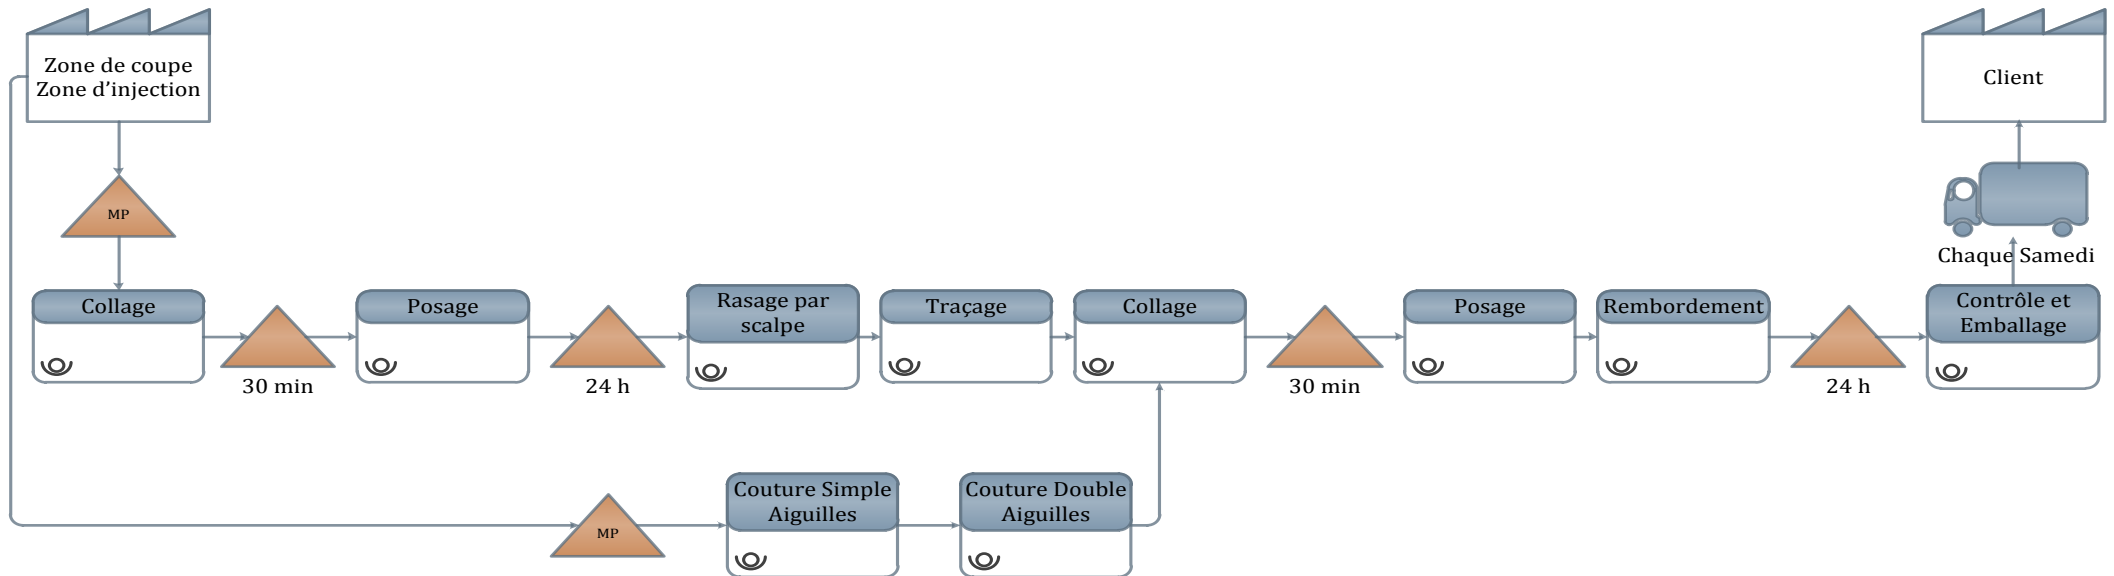 Zone de coupe
Zone d'injection
Client
MP
Chaque Samedi
Collage
Posage
Rasage par
scalpe
Traçage
Collage
Posage
Rembordement
Contrôle et
Emballage
30 min
24 h
30 min
24 h
Couture Simple
Aiguilles
Couture Double
Aiguilles
MP